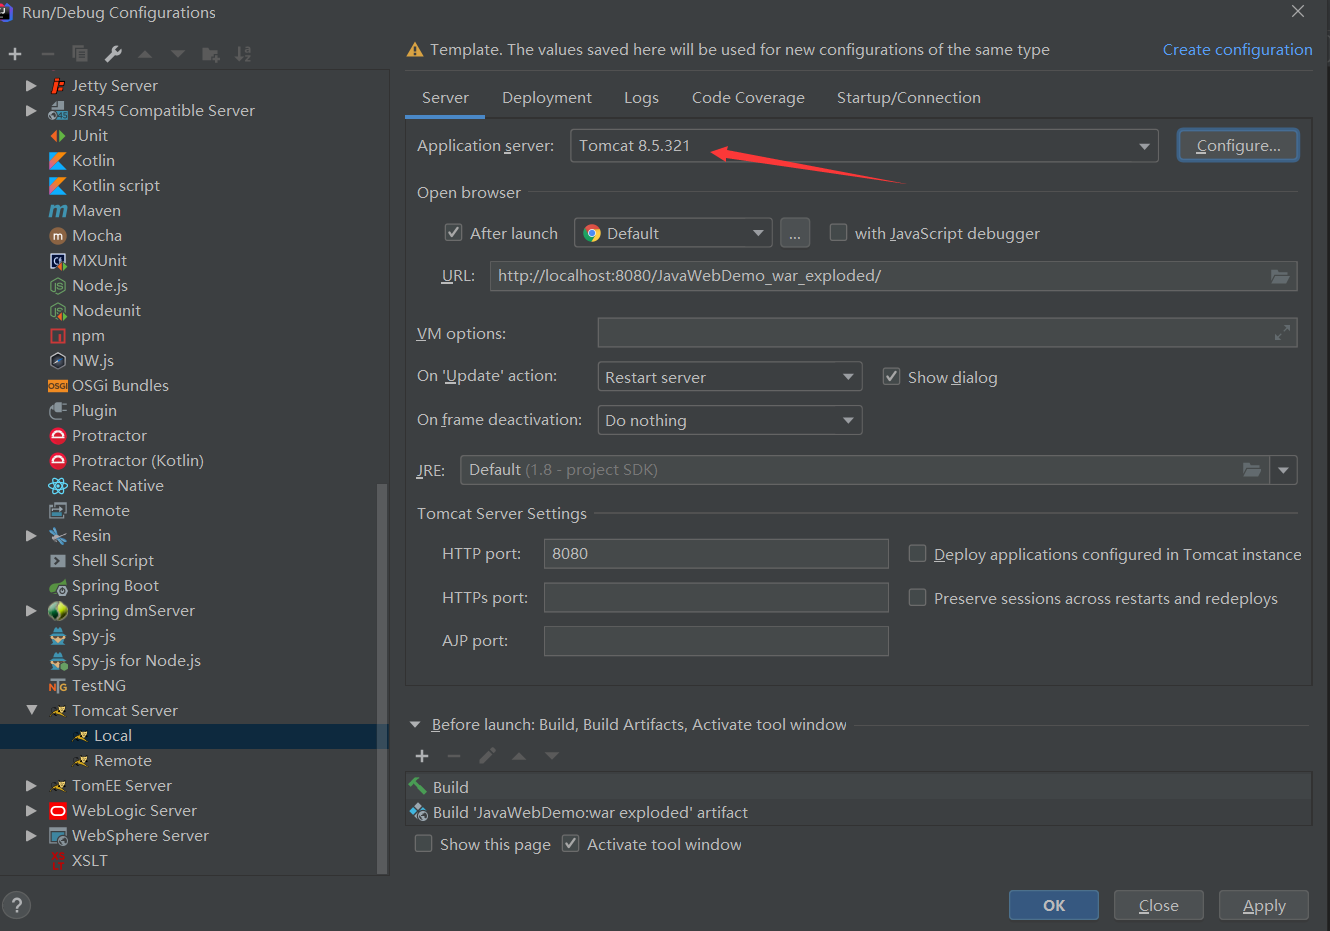 Run/Debug Configurations
Template. The values saved here will be used for new configurations of the same type
Create configuration
Jetty Server
JSR45 Compatible Server
JUnit
Kotlin
Kotlin script
Maven
Mocha
MXUnit
Node.js
Nodeunit
npm
NW.js
OSGi Bundles
Plugin
Protractor
Protractor (Kotlin)
React Native
Remote
Resin
Shell Script
Spring Boot
Spring dmServer
Spy-js
Spy-js for Node.js
TestNG
Tomcat Server
Local
Remote
TomEE Server
WebLogic Server
WebSphere Server
XSLT
Server
Deployment
Logs
Code Coverage
Startup/Connection
Application server:
Tomcat 8.5.321
Configure...
Open browser
After launch
Default
...
with JavaScript debugger
URL:
http://localhost:8080/JavaWebDemo_war_exploded/
VM options:
On 'Update' action:
Restart server
Show dialog
On frame deactivation:
Do nothing
JRE:
Default (1.8 - project SDK)
Tomcat Server Settings
HTTP port:
8080
Deploy applications configured in Tomcat instance
HTTPs port:
Preserve sessions across restarts and redeploys
AJP port:
Before launch: Build, Build Artifacts, Activate tool window
Build
Build 'JavaWebDemo:war exploded' artifact
Show this page
Activate tool window
?
OK
Close
Apply